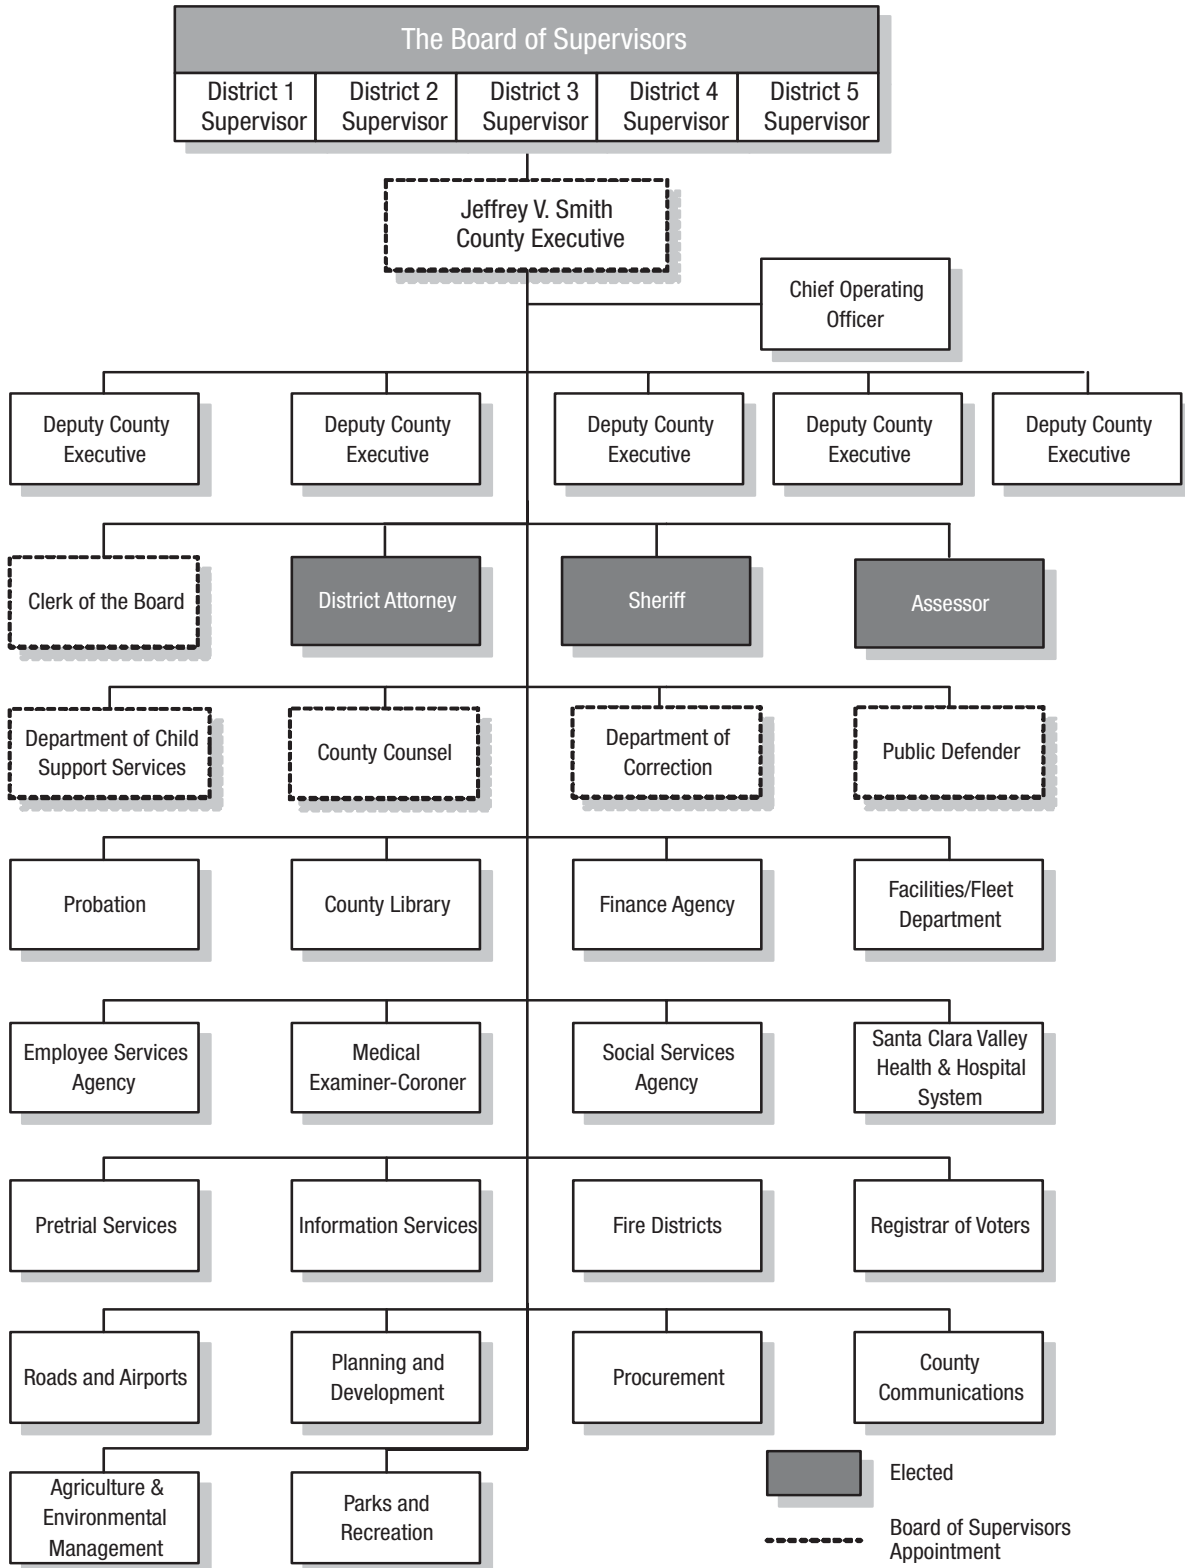 The Board of Supervisors
District 1
Supervisor
District 2
Supervisor
District 3
Supervisor
District 4
Supervisor
District 5
Supervisor
Jeffrey V. Smith
County Executive
Chief Operating
Officer
Deputy County
Executive
Deputy County
Executive
Deputy County
Executive
Deputy County
Executive
Deputy County
Executive
Clerk of the Board
District Attorney
Sheriff
Assessor
Department of Child
Support Services
County Counsel
Department of
Correction
Public Defender
Probation
County Library
Finance Agency
Facilities/Fleet
Department
Employee Services
Agency
Medical
Examiner-Coroner
Social Services
Agency
Santa Clara Valley
Health & Hospital
System
Pretrial Services
Information Services
Fire Districts
Registrar of Voters
Roads and Airports
Planning and
Development
Procurement
County
Communications
Agriculture &
Environmental
Management
Parks and
Recreation
Elected
Board of Supervisors
Appointment